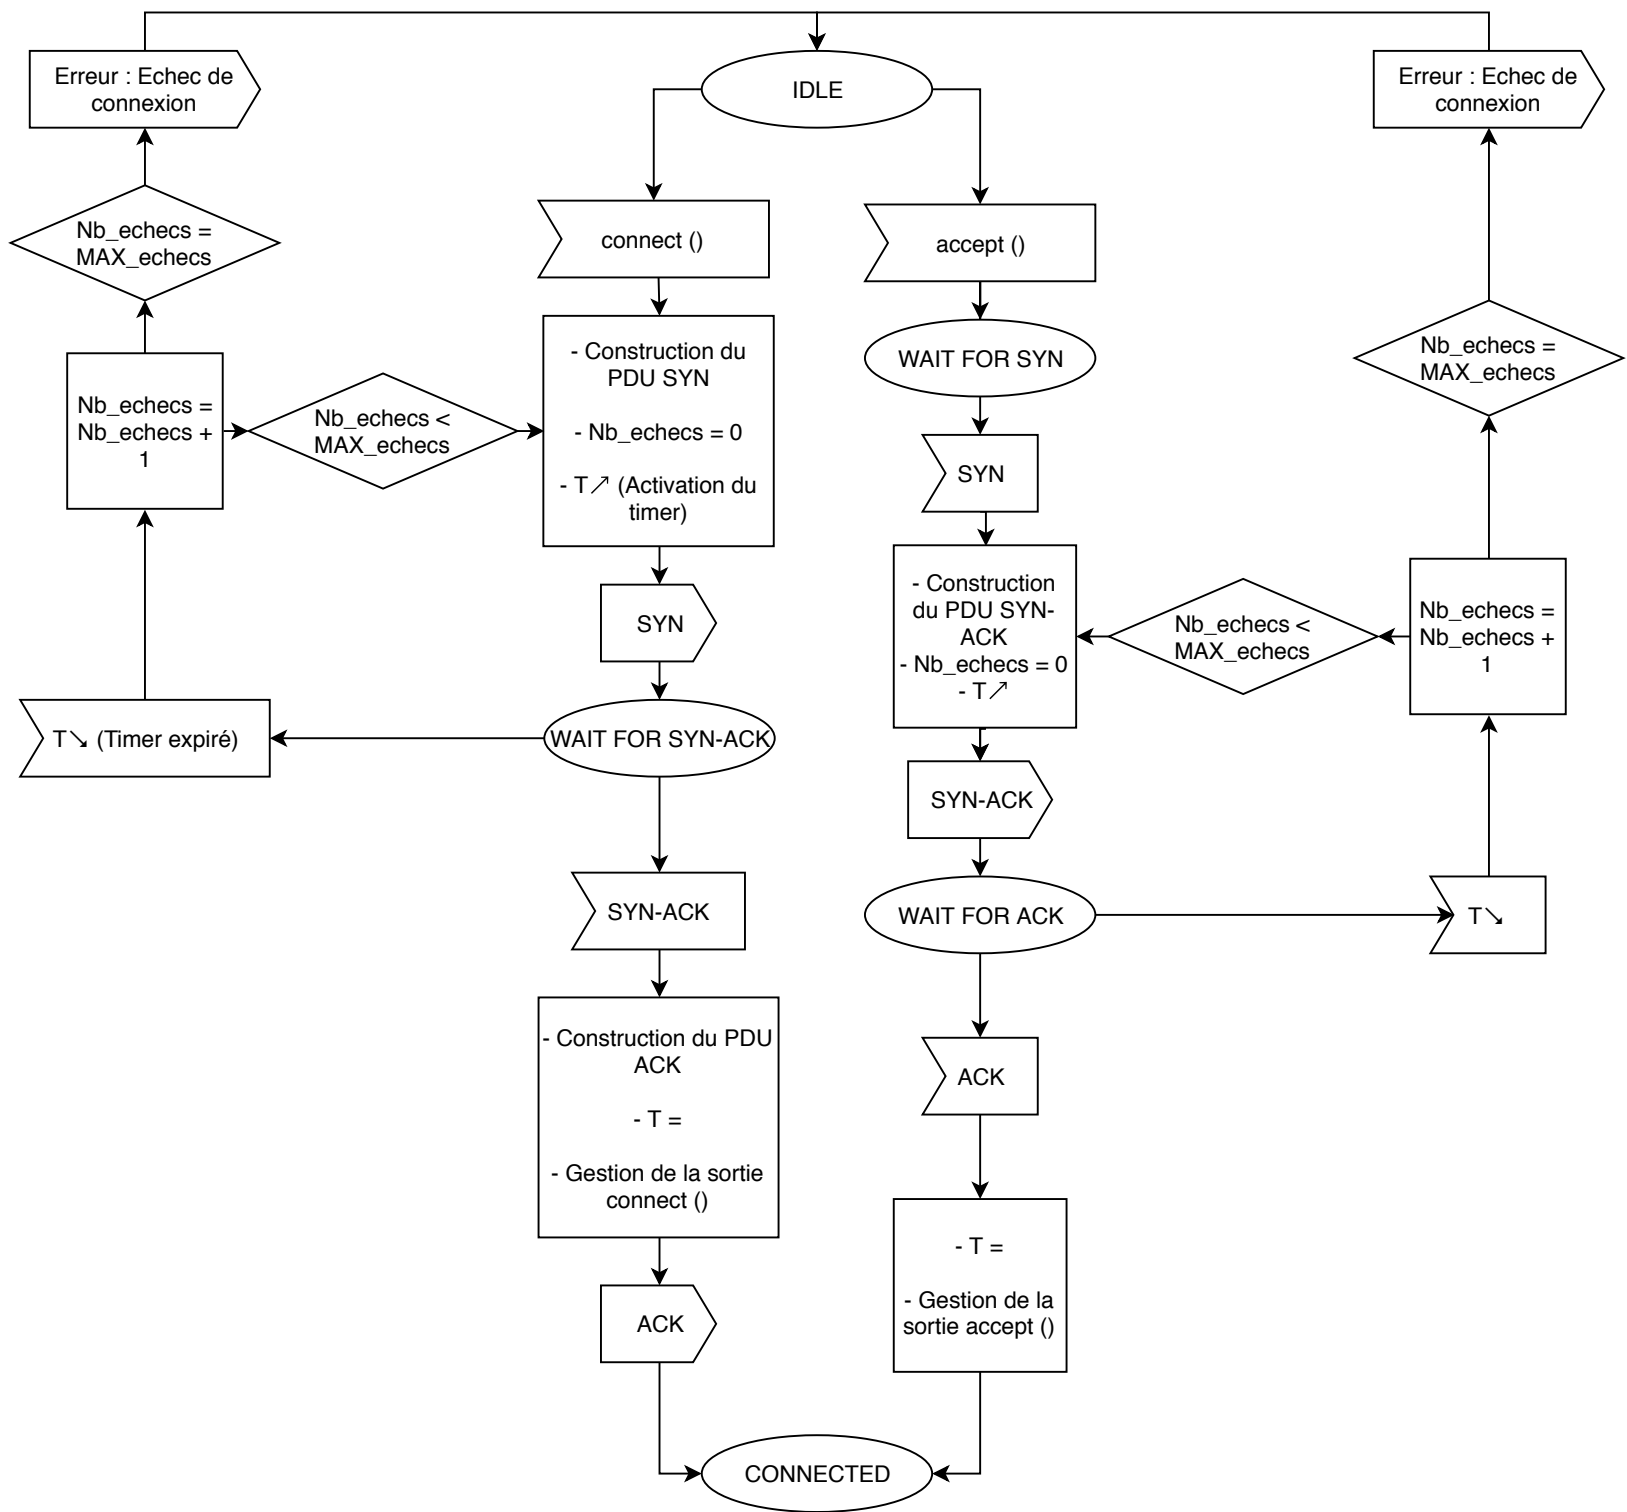 Erreur : Echec de
connexion
IDLE
Erreur : Echec de
connexion
Nb_echecs =
MAX_echecs
connect ()
accept ()
- Construction du
PDU SYN
- Nb_echecs = 0
- T↗ (Activation du
timer)
WAIT FOR SYN
Nb_echecs =
MAX_echecs
Nb_echecs =
Nb_echecs +
1
Nb_echecs <
MAX_echecs
SYN
SYN
- Construction
du PDU SYN-
ACK
- Nb_echecs = 0
- T↗
Nb_echecs <
MAX_echecs
Nb_echecs =
Nb_echecs +
1
T↘ (Timer expiré)
WAIT FOR SYN-ACK
SYN-ACK
SYN-ACK
WAIT FOR ACK
T↘
- Construction du PDU
ACK
- T =
- Gestion de la sortie
connect ()
ACK
- T =
- Gestion de la
sortie accept ()
ACK
CONNECTED